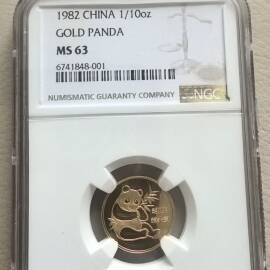 1982 CHINA 1/10oz
GOLD PANDA
MS 63
6741848-001
NUMISMATIC GUARANTY COMPANY
NGC